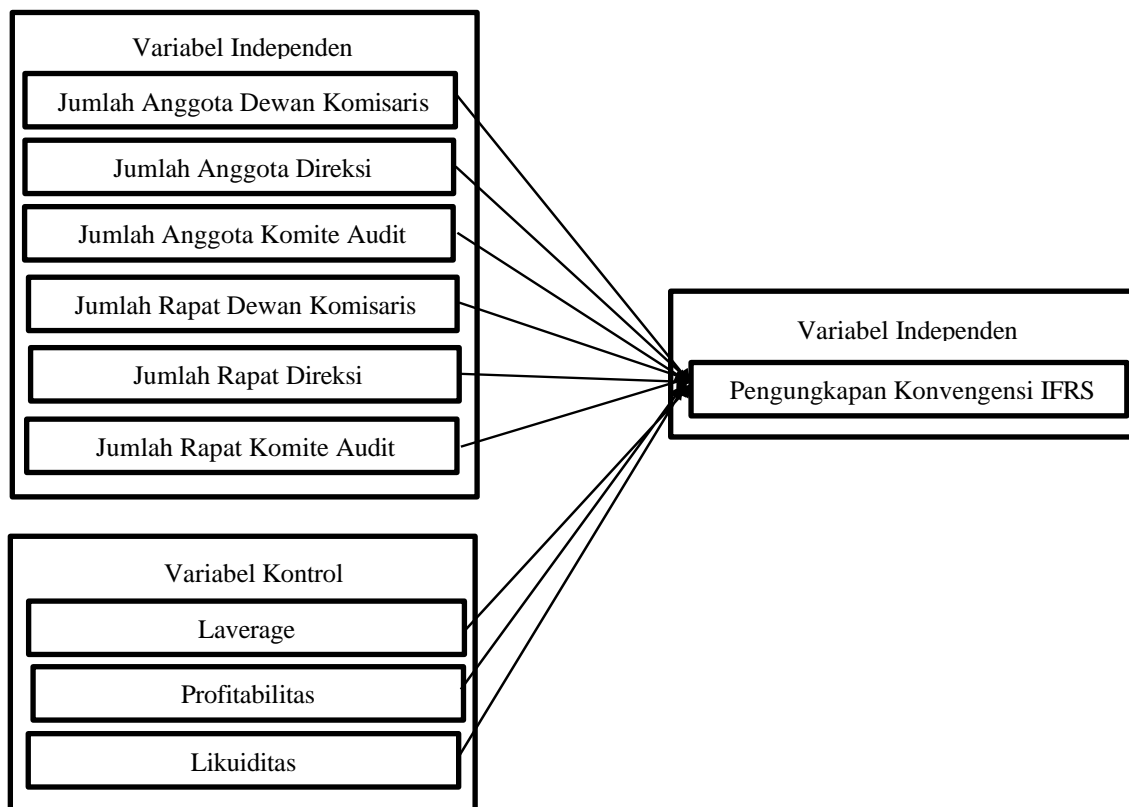 Variabel Independen
Jumlah Anggota Dewan Komisaris
Jumlah Anggota Direksi
Jumlah Anggota Komite Audit
Jumlah Rapat Dewan Komisaris
Jumlah Rapat Direksi
Jumlah Rapat Komite Audit
Variabel Independen
Pengungkapan Konvengensi IFRS
Variabel Kontrol
Laverage
Profitabilitas
Likuiditas